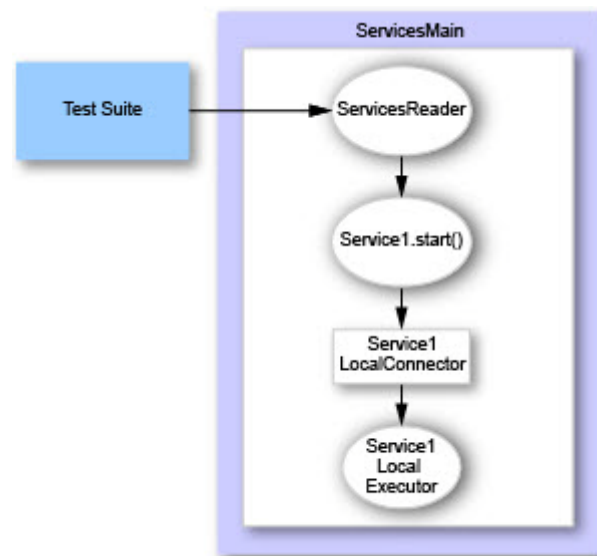 ServicesMain
Test Suite
ServicesReader
Service1.start()
Service1
LocalConnector
Service1
Local
Executor